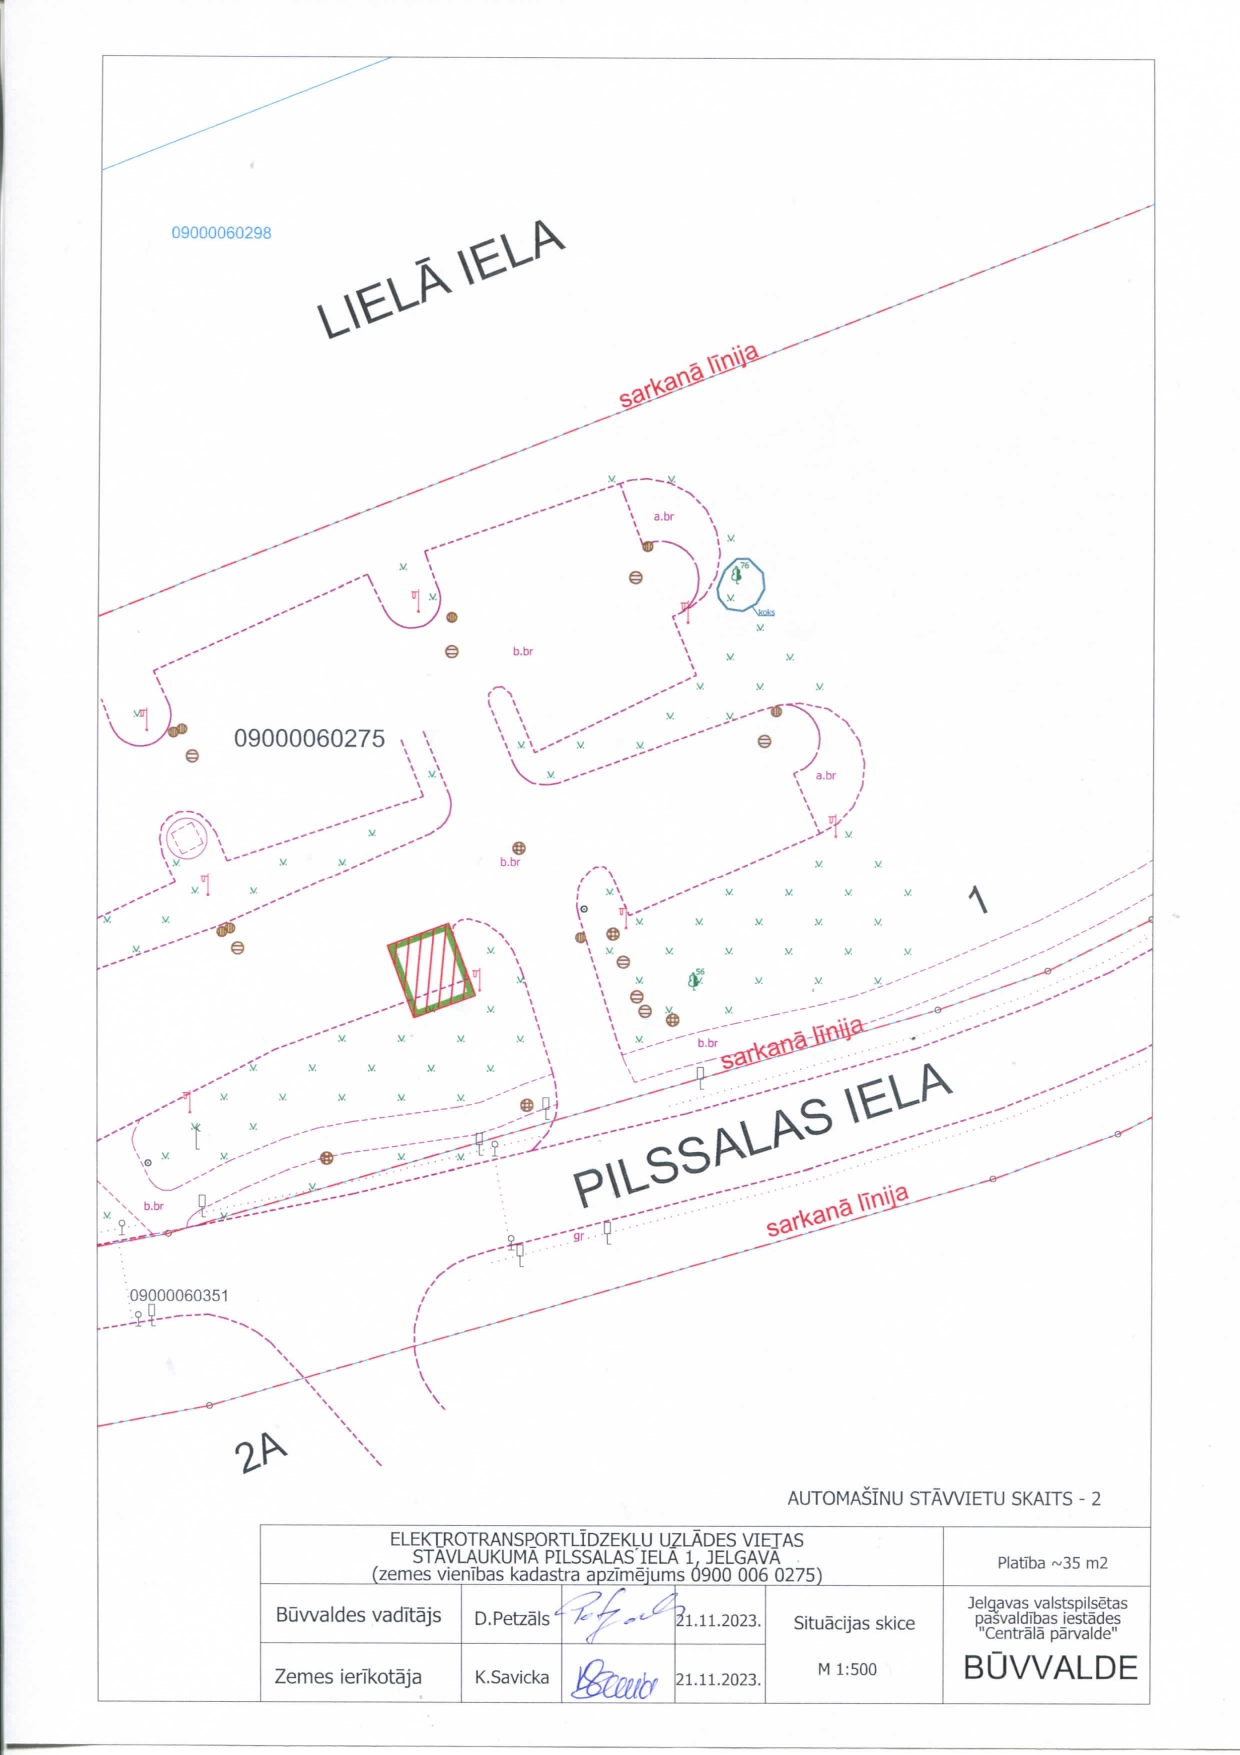 09000060298
LIELĀ IELA
sarkanā līnija
a.br
76
koks
b.br
09000060275
a.br
b.br
1
56
b.br
sarkanā līnija
PILSSALAS IELA
b.br
sarkanā līnija
gr
09000060351
2A
AUTOMAŠĪNU STĀVVIETU SKAITS - 2
ELEKTROTRANSPORTLĪDZEKĻU UZLĀDES VIETAS
STĀVLAUKUMĀ PILSSALAS IELĀ 1, JELGAVĀ
(zemes vienības kadastra apzīmējums 0900 006 0275)
Platība ~35 m2
Būvvaldes vadītājs
D.Petzāls
21.11.2023.
Situācijas skice
M 1:500
Jelgavas valstspilsētas
pašvaldības iestādes
"Centrālā pārvalde"
BŪVVALDE
Zemes ierīkotāja
K.Savicka
21.11.2023.